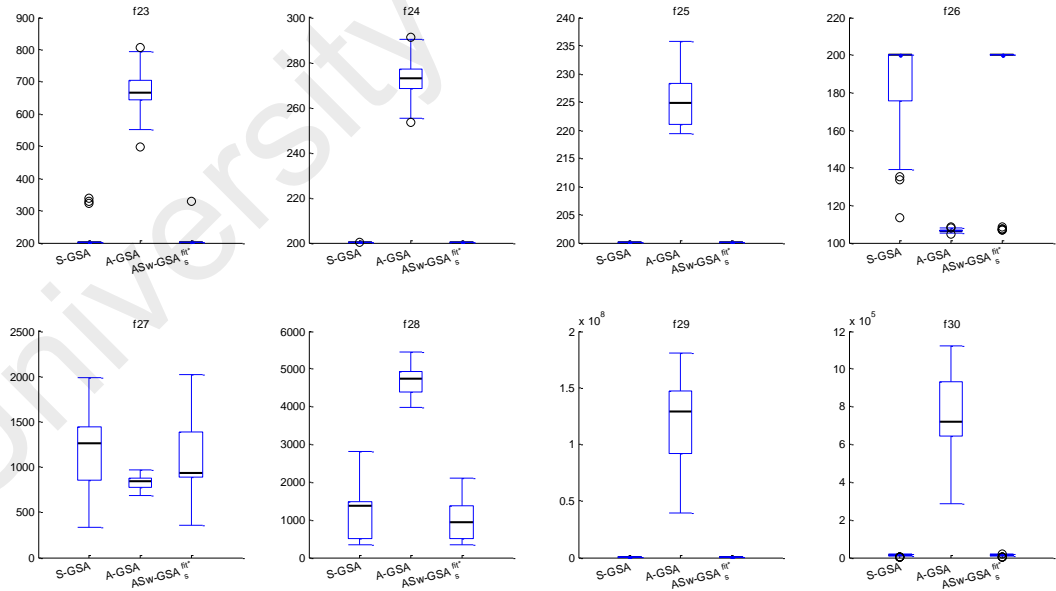 f23
900
800
700
600
500
400
300
200
S-GSA
A-GSA
ASw-GSA fit* s
f24
300
280
260
240
220
200
S-GSA
A-GSA
ASw-GSA fit* s
f25
240
235
230
225
220
215
210
205
200
S-GSA
A-GSA
ASw-GSA fit* s
f26
220
200
180
160
140
120
100
S-GSA
A-GSA
ASw-GSA fit* s
f27
2500
2000
1500
1000
500
0
S-GSA
A-GSA
ASw-GSA fit* s
f28
6000
5000
4000
3000
2000
1000
0
S-GSA
A-GSA
ASw-GSA fit* s
f29
x 10^8
2
1.5
1
0.5
0
S-GSA
A-GSA
ASw-GSA fit* s
f30
x 10^5
12
10
8
6
4
2
0
S-GSA
A-GSA
ASw-GSA fit* s
University